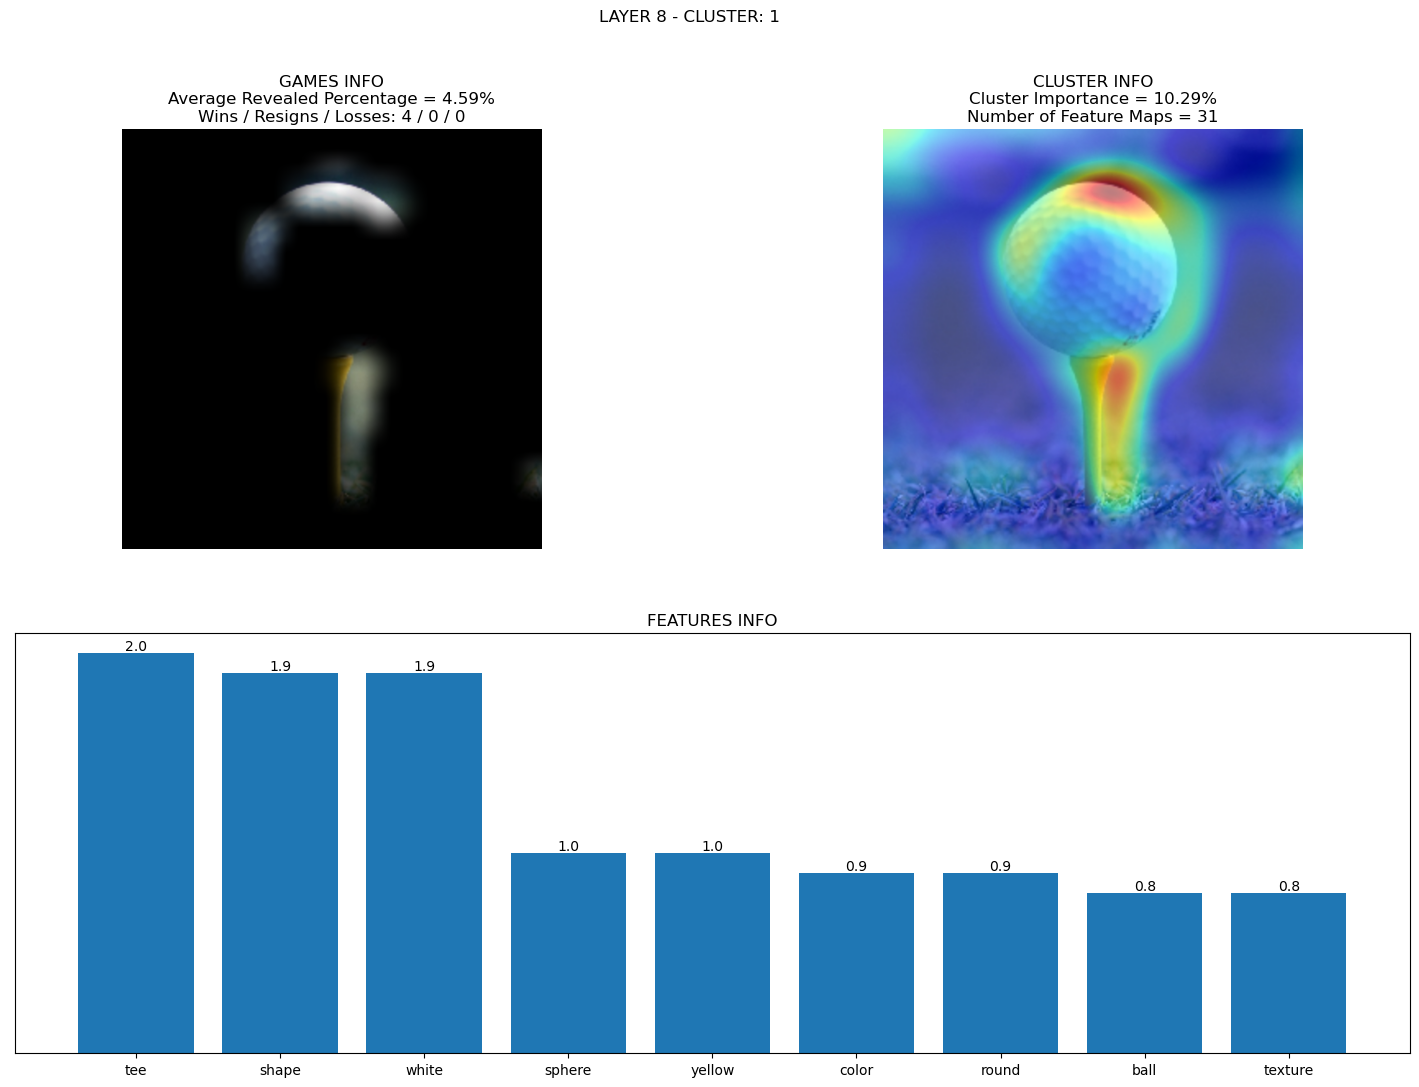 LAYER 8 - CLUSTER: 1
GAMES INFO
Average Revealed Percentage = 4.59%
Wins / Resigns / Losses: 4 / 0 / 0
CLUSTER INFO
Cluster Importance = 10.29%
Number of Feature Maps = 31
FEATURES INFO
2.0
1.9
1.9
1.0
1.0
0.9
0.9
0.8
0.8
tee
shape
white
sphere
yellow
color
round
ball
texture